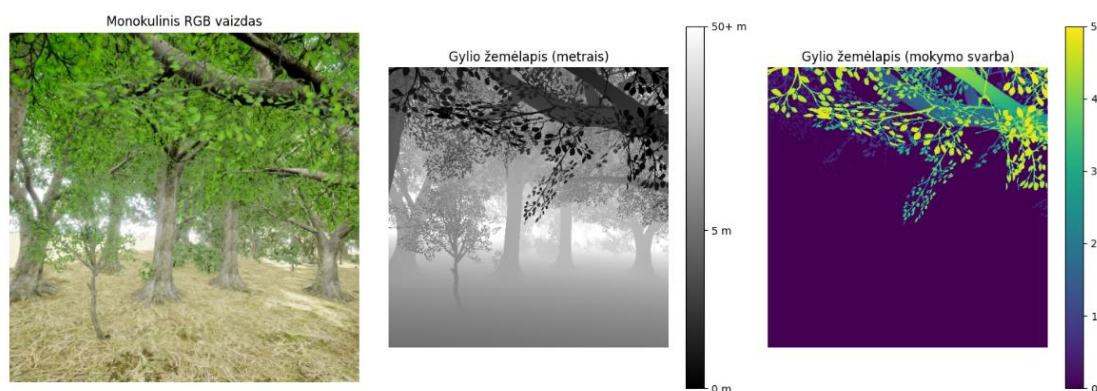 Monokulinis RGB vaizdas
Gylio žemėlapis (metrais)
50+ m
5 m
0 m
Gylio žemėlapis (mokymo svarba)
5
4
3
2
1
0